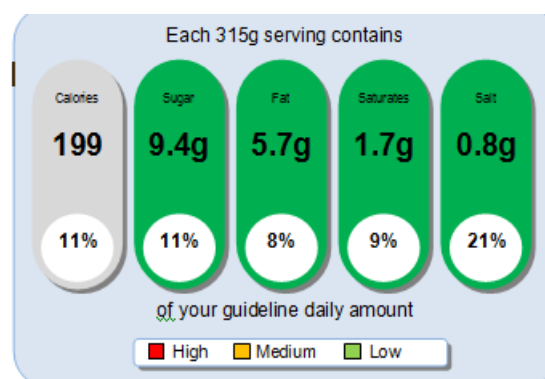 Each 315g serving contains
Calories Sugar Fat Saturates Salt
199 9.4g 5.7g 1.7g 0.8g
11% 11% 8% 9% 21%
of your guideline daily amount
High Medium Low